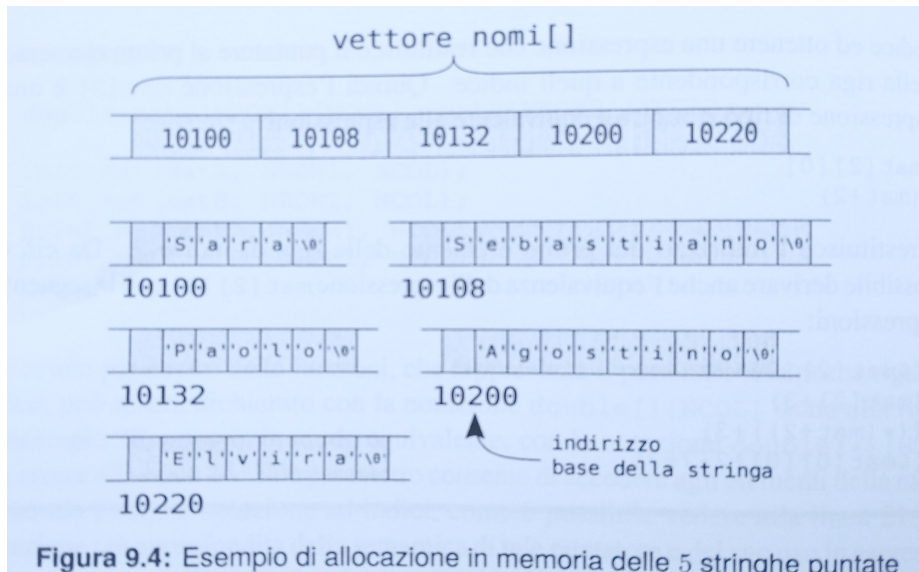 vettore nomi[]
10100 10108 10132 10200 10220
'S' 'a' 'r' 'a' '\0'
'S' 'e' 'b' 'a' 's' 't' 'i' 'a' 'n' 'o' '\0'
10100
10108
'P' 'a' 'o' 'l' 'o' '\0'
'A' 'g' 'o' 's' 't' 'i' 'n' 'o' '\0'
10132
10200
'E' 'l' 'v' 'i' 'r' 'a' '\0'
indirizzo
base della stringa
10220
Figura 9.4: Esempio di allocazione in memoria delle 5 stringhe puntate